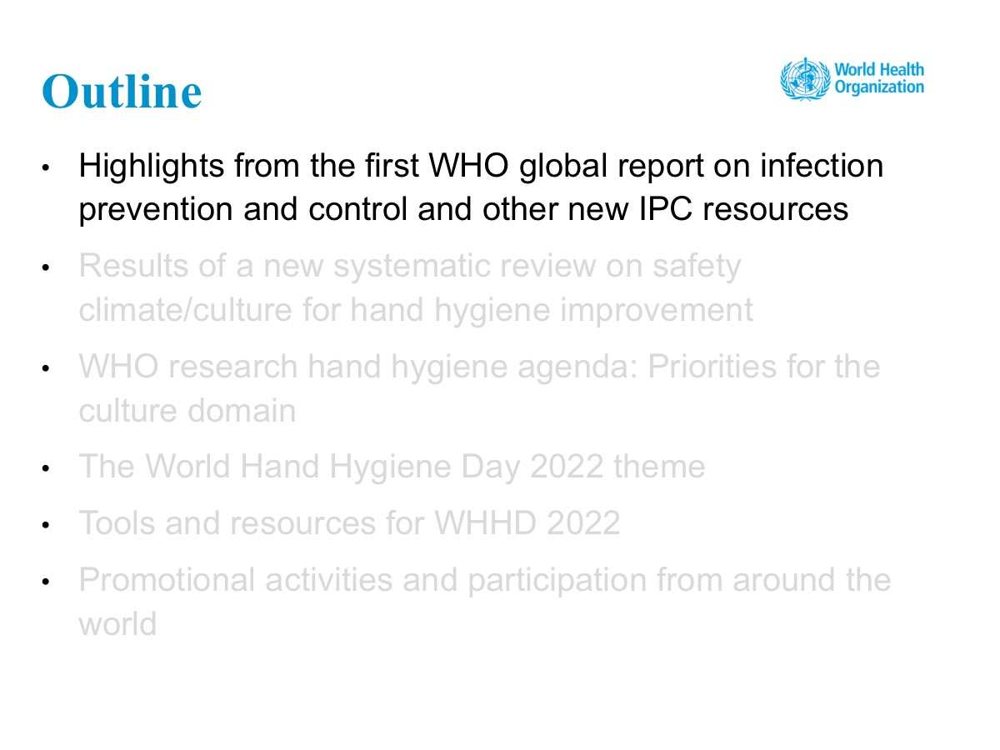 Outline
World Health
Organization
• Highlights from the first WHO global report on infection
prevention and control and other new IPC resources
• Results of a new systematic review on safety
climate/culture for hand hygiene improvement
• WHO research hand hygiene agenda: Priorities for the
culture domain
• The World Hand Hygiene Day 2022 theme
• Tools and resources for WHHD 2022
• Promotional activities and participation from around the
world